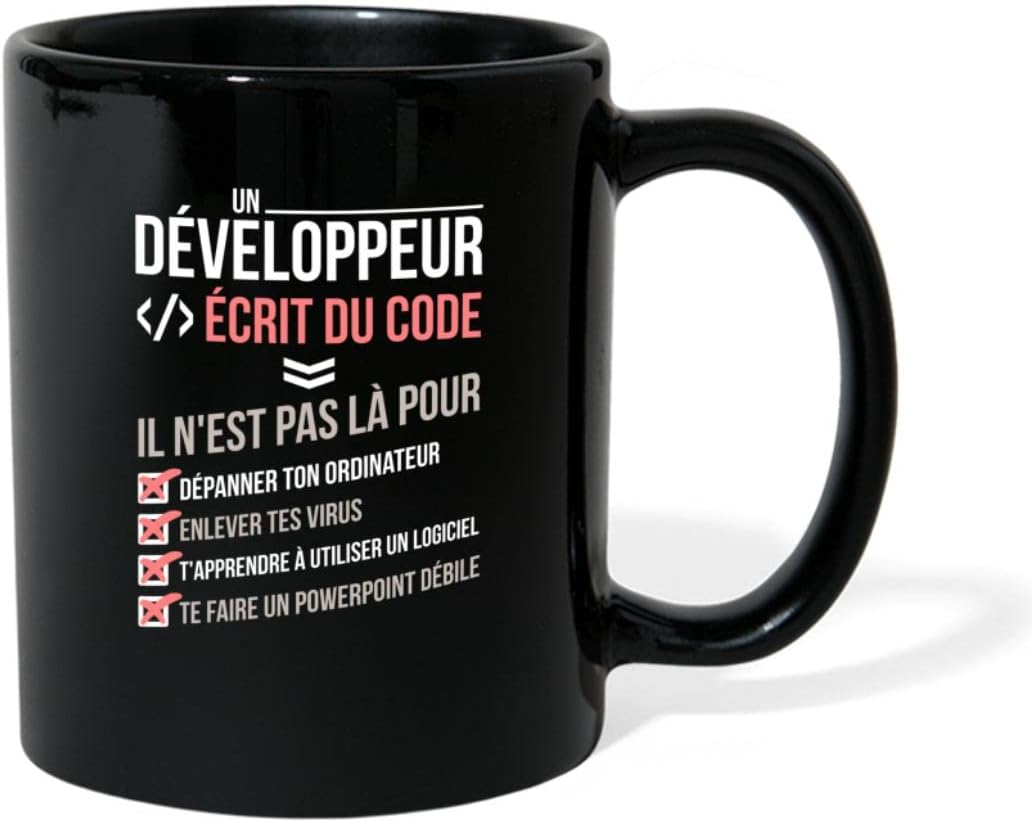 UN
DÉVELOPPEUR
</> ÉCRIT DU CODE
IL N'EST PAS LÀ POUR
DÉPANNER TON ORDINATEUR
ENLEVER TES VIRUS
T'APPRENDRE À UTILISER UN LOGICIEL
TE FAIRE UN POWERPOINT DÉBILE